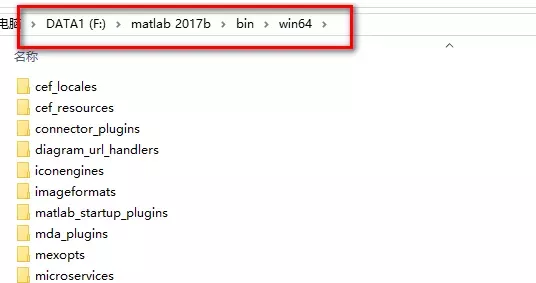 电脑 > DATA1 (F:) > matlab 2017b > bin > win64 >
名称
cef_locales
cef_resources
connector_plugins
diagram_url_handlers
iconengines
imageformats
matlab_startup_plugins
mda_plugins
mexopts
microservices